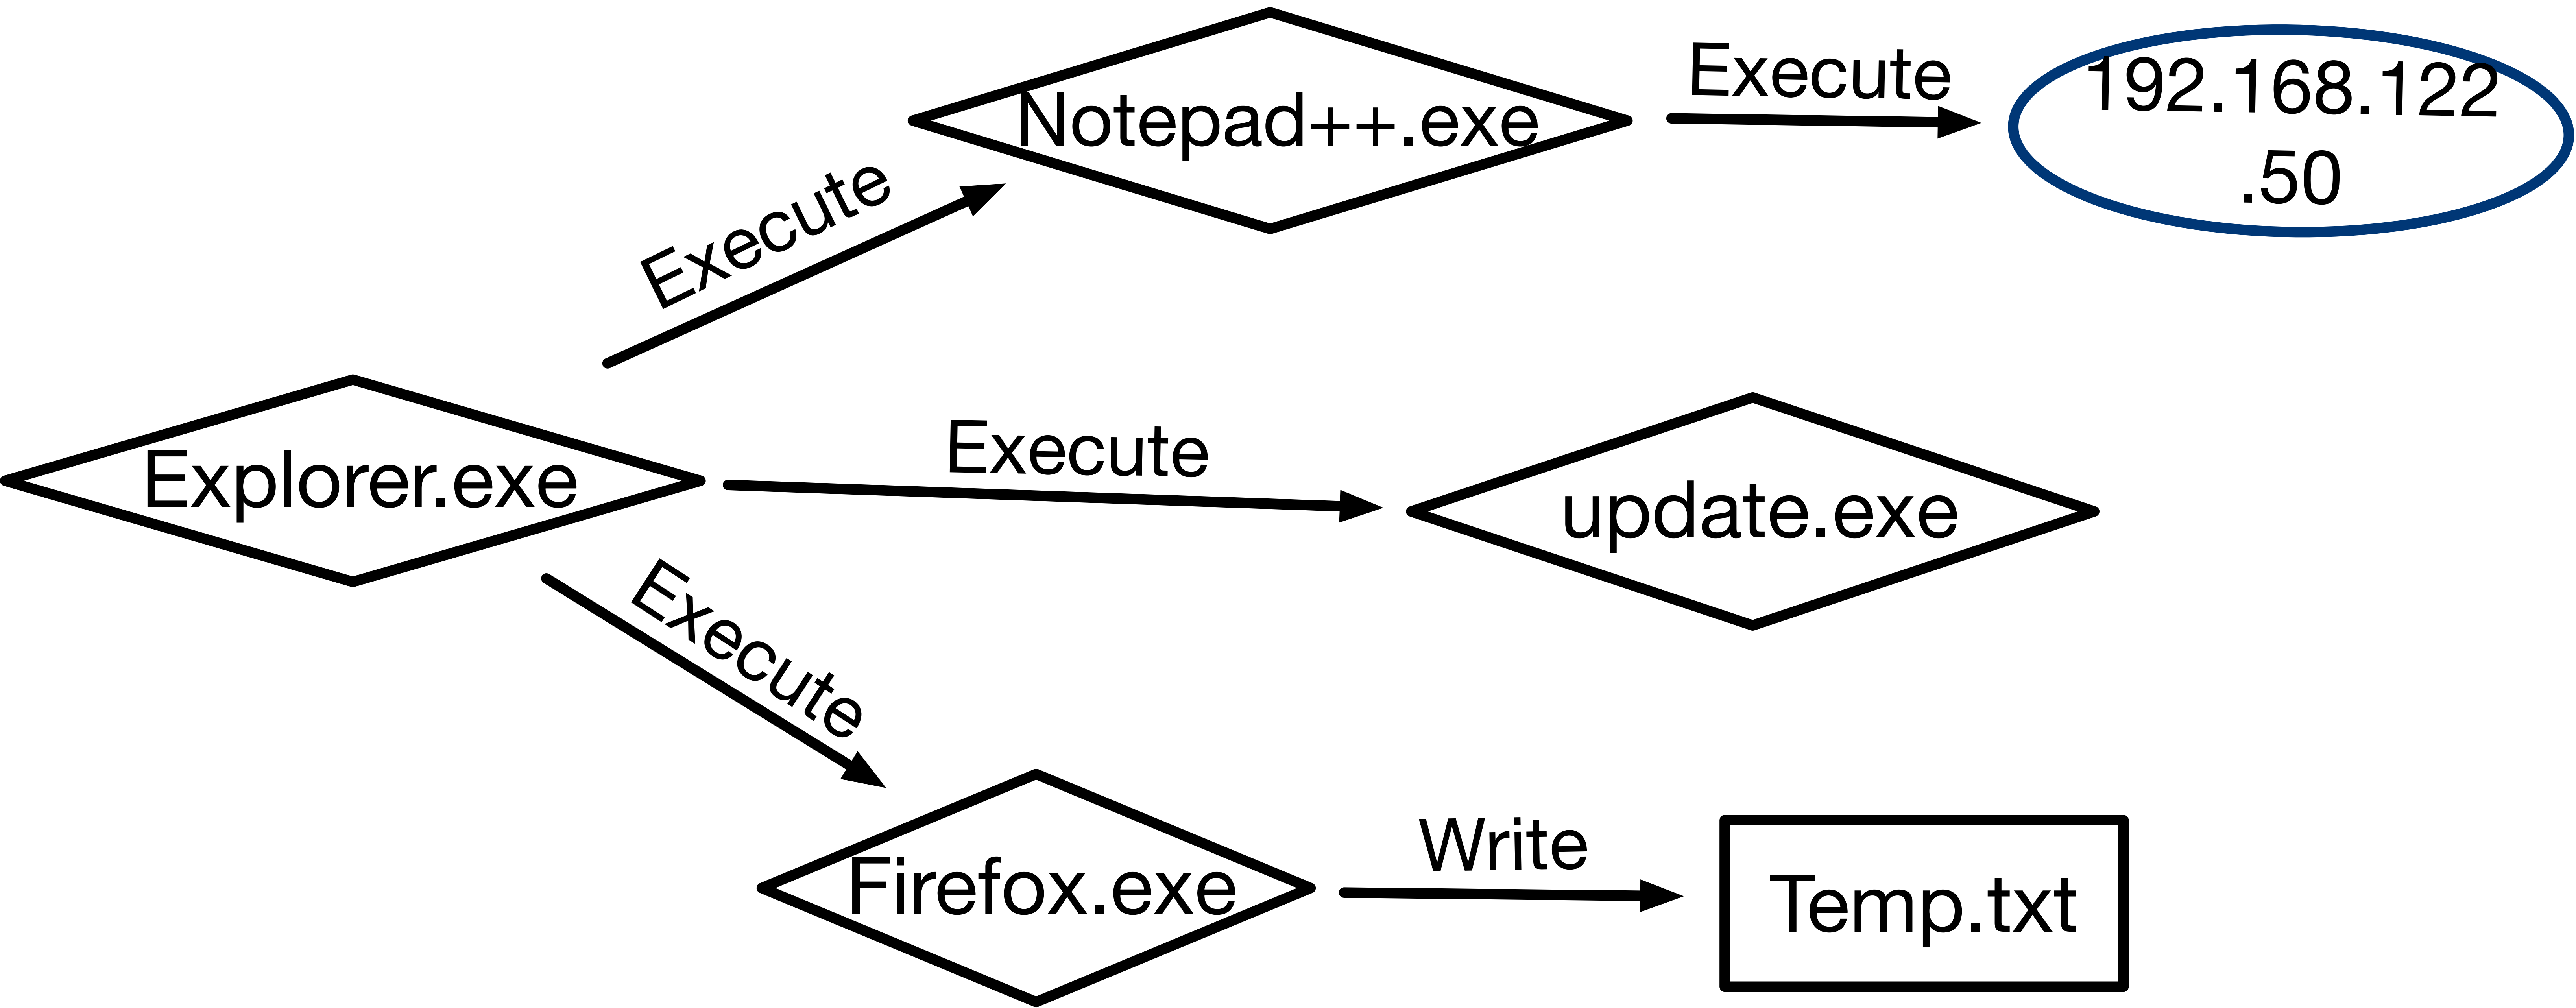 Notepad++.exe
Execute
192.168.122
.50
Execute
Explorer.exe
Execute
update.exe
Execute
Firefox.exe
Write
Temp.txt